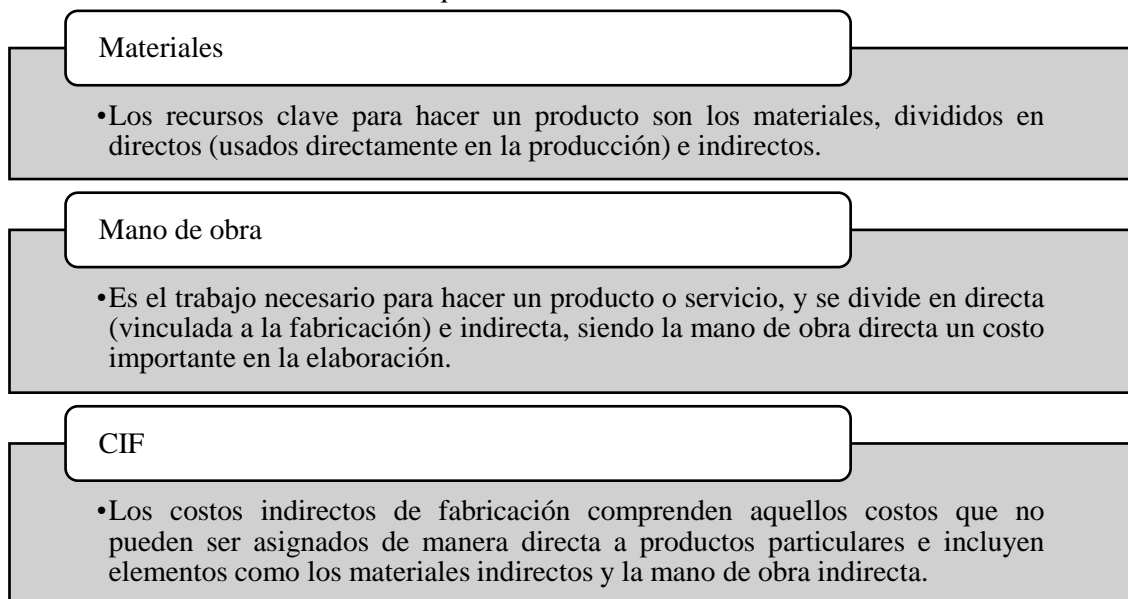 Materiales
•Los recursos clave para hacer un producto son los materiales, divididos en
directos (usados directamente en la producción) e indirectos.
Mano de obra
•Es el trabajo necesario para hacer un producto o servicio, y se divide en directa
(vinculada a la fabricación) e indirecta, siendo la mano de obra directa un costo
importante en la elaboración.
CIF
•Los costos indirectos de fabricación comprenden aquellos costos que no
pueden ser asignados de manera directa a productos particulares e incluyen
elementos como los materiales indirectos y la mano de obra indirecta.